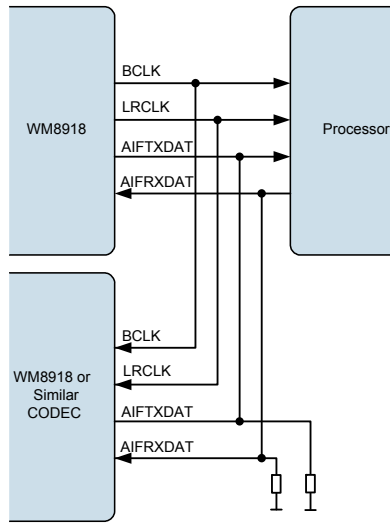 BCLK
LRCLK
WM8918
Processor
AIFTXDAT
AIFRXDAT
BCLK
LRCLK
WM8918 or
Similar
CODEC
AIFTXDAT
AIFRXDAT